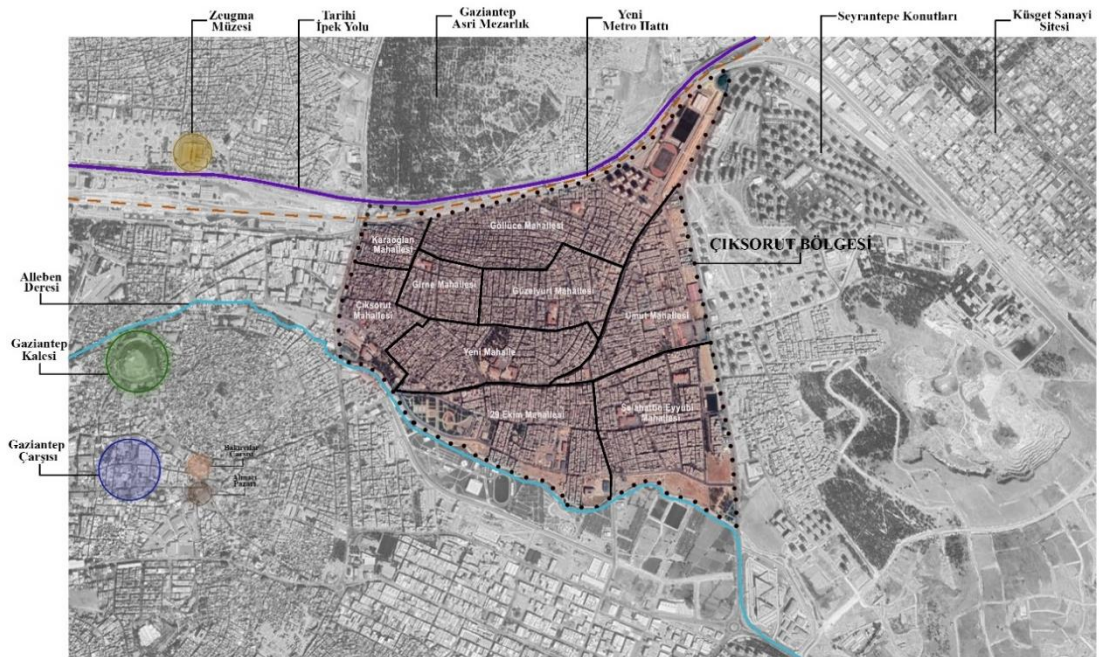 Zeugma
Müzesi
Tarihi
İpek Yolu
Gaziantep
Asri Mezarlık
Yeni
Metro Hattı
Seyrantepe Konutları
Küsget Sanayi
Sitesi
Göllüce Mahallesi
Karaoğlan
Mahallesi
ÇIKSORUT BÖLGESİ
Alleben
Deresi
Girne Mahallesi
Güzelyurt Mahallesi
Çıksorut
Mahallesi
Umut Mahallesi
Gaziantep
Kalesi
Yeni Mahalle
29 Ekim Mahallesi
Selahattin Eyyubi
Mahallesi
Gaziantep
Çarşısı
Bakırcılar
Çarşısı
Almacı
Pazarı